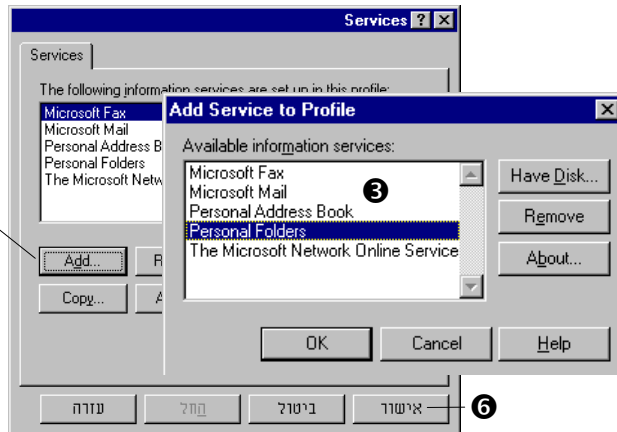 Services
Services
The following information services are set up in this profile:
Microsoft Fax
Microsoft Mail
Personal Address B
Personal Folders
The Microsoft Netw
Add...
R
Copy...
A
Add Service to Profile
Available information services:
Microsoft Fax
Microsoft Mail
Personal Address Book
Personal Folders
The Microsoft Network Online Service
❸
Have Disk...
Remove
About...
OK
Cancel
Help
אישור
ביטול
החל
עזרה
❻